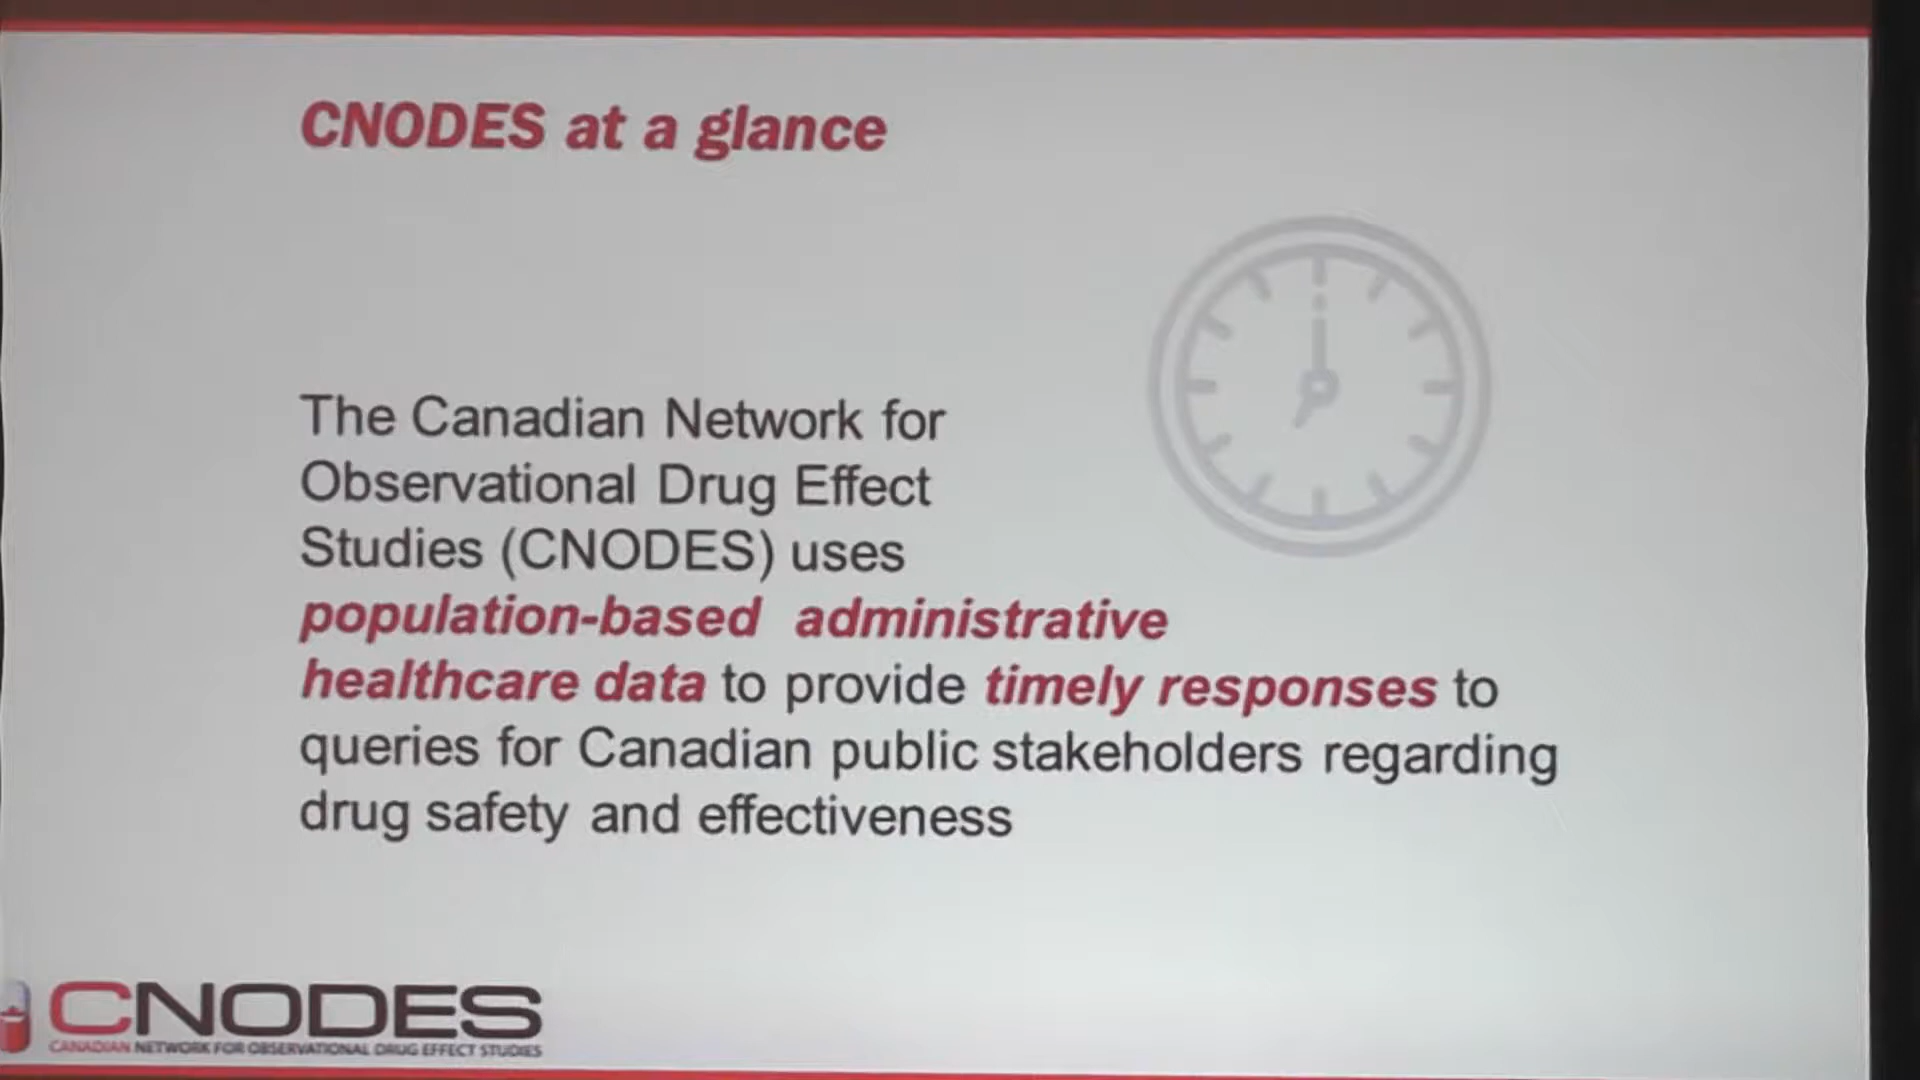 CNODES at a glance
The Canadian Network for
Observational Drug Effect
Studies (CNODES) uses
population-based administrative
healthcare data to provide timely responses to
queries for Canadian public stakeholders regarding
drug safety and effectiveness
CNODES
CANADIAN NETWORK FOR OBSERVATIONAL DRUG EFFECT STUDIES